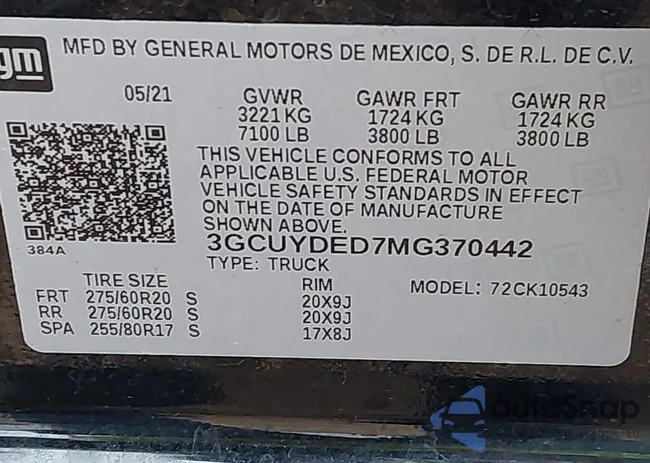 gm
MFD BY GENERAL MOTORS DE MEXICO, S. DE R.L. DE C.V.
05/21 GVWR GAWR FRT GAWR RR
3221 KG 1724 KG 1724 KG
7100 LB 3800 LB 3800 LB
THIS VEHICLE CONFORMS TO ALL
APPLICABLE U.S. FEDERAL MOTOR
VEHICLE SAFETY STANDARDS IN EFFECT
ON THE DATE OF MANUFACTURE
SHOWN ABOVE.
384A
3GCUYDED7MG370442
TYPE: TRUCK MODEL: 72CK10543
TIRE SIZE RIM
FRT 275/60R20 S 20X9J
RR 275/60R20 S 20X9J
SPA 255/80R17 S 17X8J
autoSnap